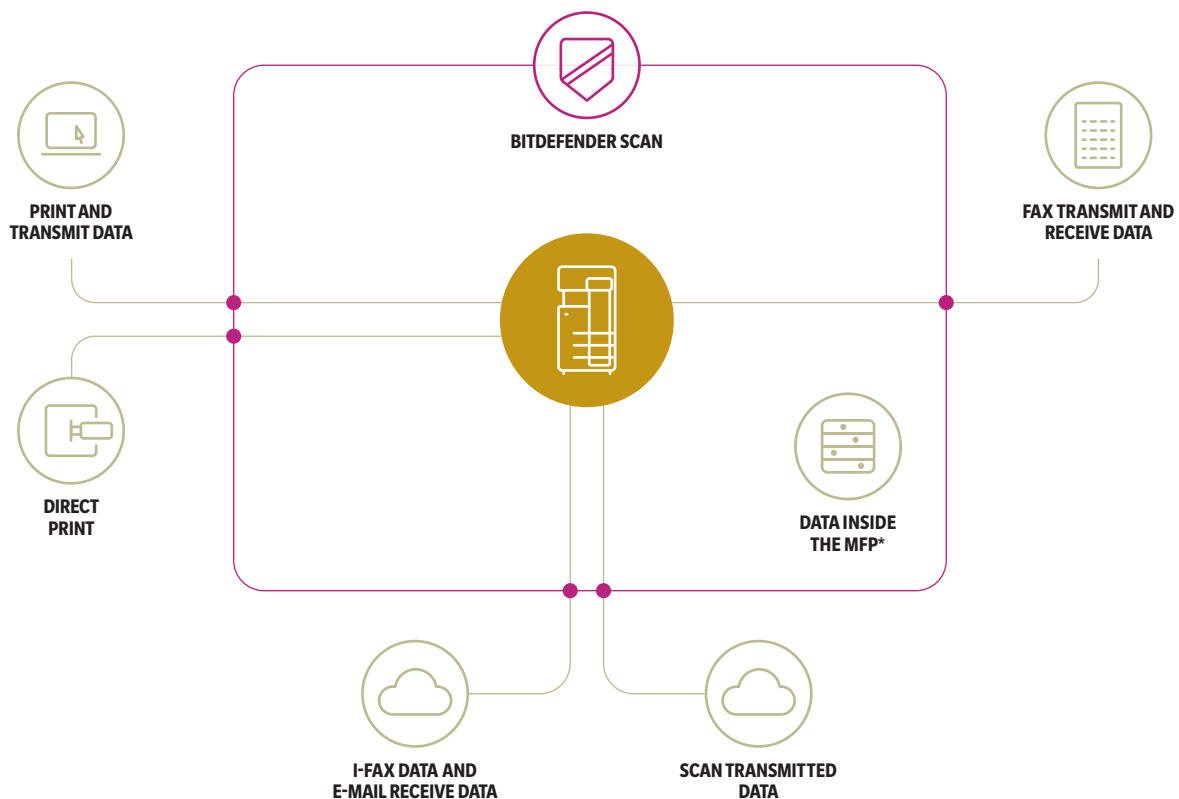 BITDEFENDER SCAN
PRINT AND
TRANSMIT DATA
FAX TRANSMIT AND
RECEIVE DATA
DIRECT
PRINT
DATA INSIDE
THE MFP*
I-FAX DATA AND
E-MAIL RECEIVE DATA
SCAN TRANSMITTED
DATA